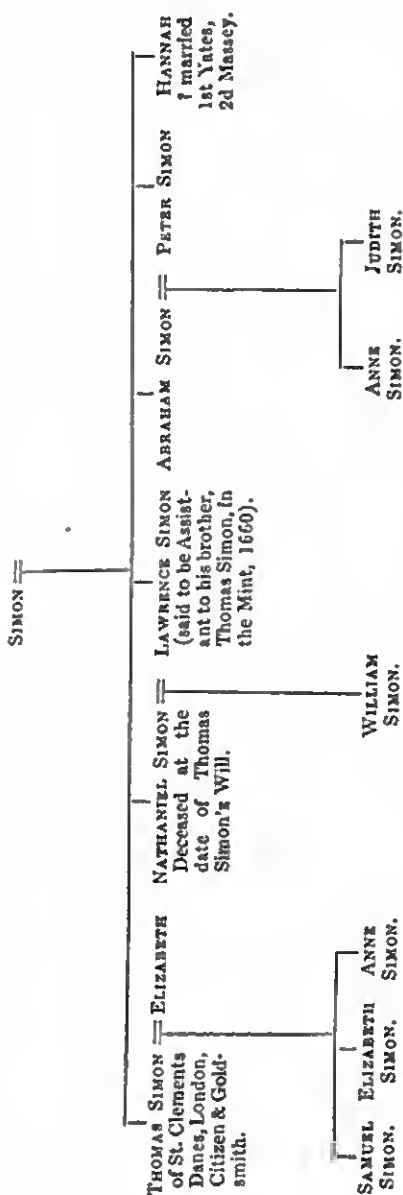 SIMON
THOMAS SIMON
of St. Clements
Danes, London,
Citizen & Gold-
smith.
ELIZABETH
NATHANIEL SIMON
Deceased at the
date of Thomas
Simon's Will.
LAWRENCE SIMON
(said to be Assist-
ant to his brother,
Thomas Simon, in
the Mint, 1660).
ABRAHAM SIMON
PETER SIMON
HANNAH
? married
1st Yates,
2d Massey.
SAMUEL
SIMON.
ELIZABETH
SIMON.
ANNE
SIMON.
WILLIAM
SIMON.
ANNE
SIMON.
JUDITH
SIMON.